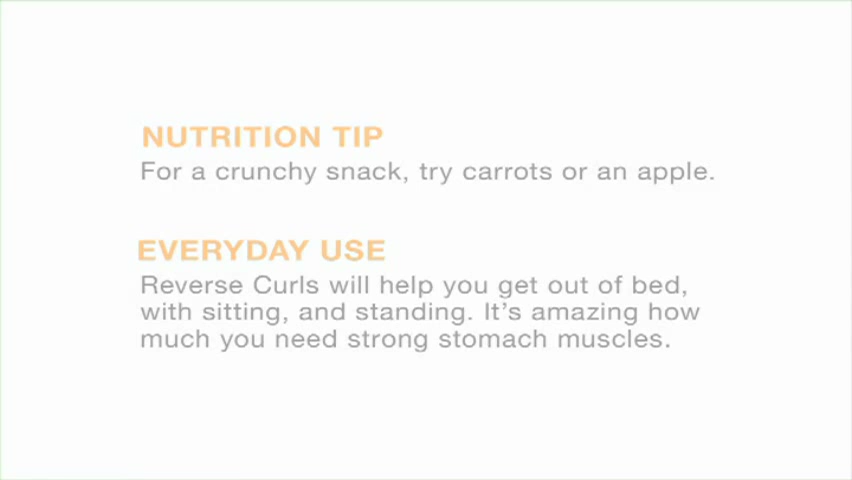 NUTRITION TIP
For a crunchy snack, try carrots or an apple.
EVERYDAY USE
Reverse Curls will help you get out of bed,
with sitting, and standing. It’s amazing how
much you need strong stomach muscles.